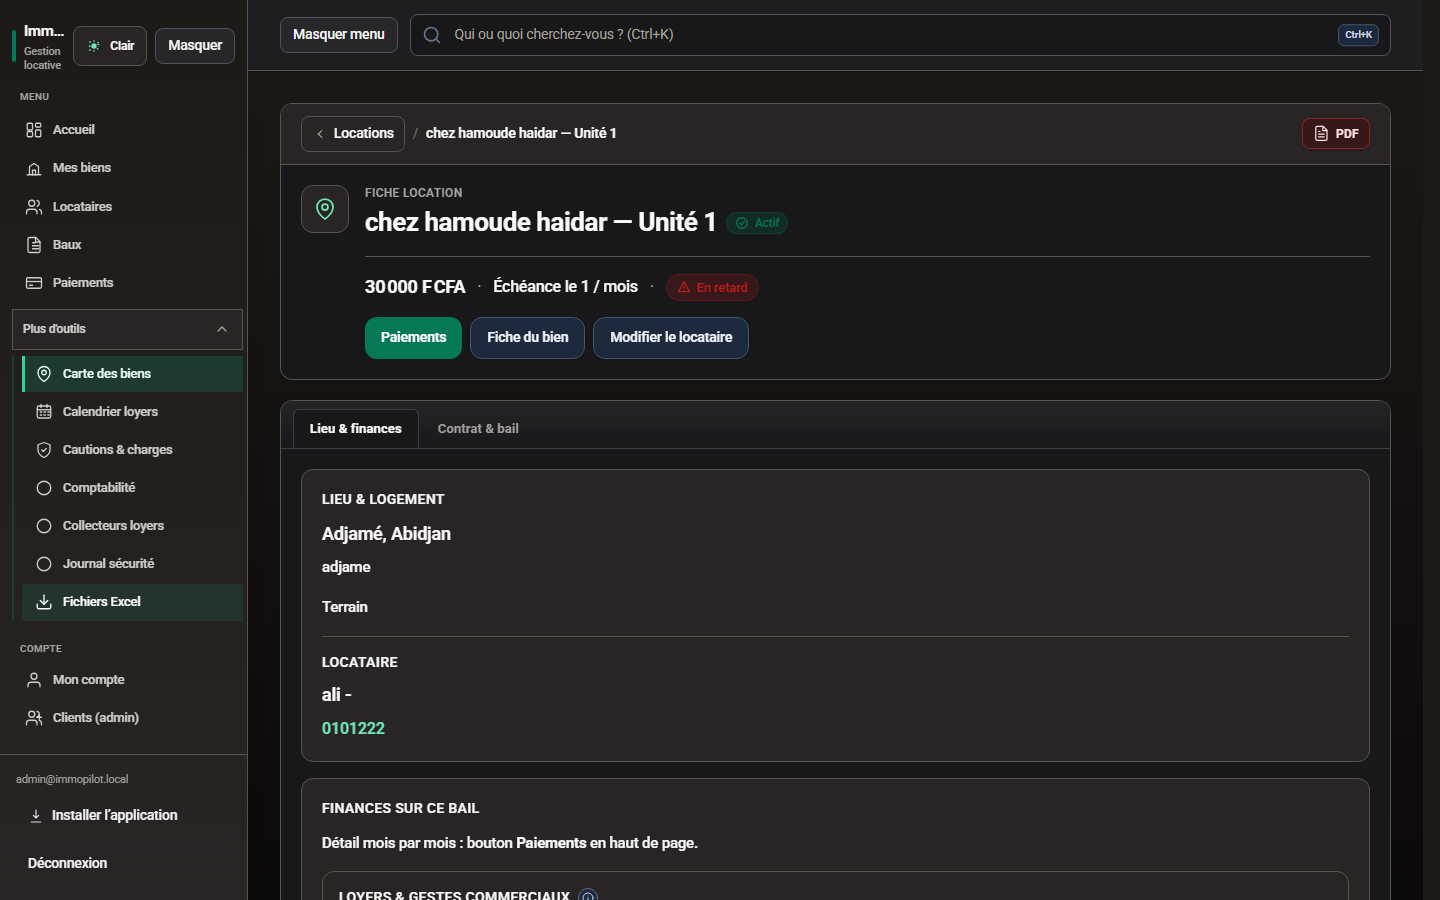 Imm...
Gestion
locative
Clair
Masquer
MENU
Accueil
Mes biens
Locataires
Baux
Paiements
Plus d'outils
Carte des biens
Calendrier loyers
Cautions & charges
Comptabilité
Collecteurs loyers
Journal sécurité
Fichiers Excel
COMPTE
Mon compte
Clients (admin)
admin@immopilot.local
Installer l'application
Déconnexion
Masquer menu
Qui ou quoi cherchez-vous ? (Ctrl+K)
Ctrl+K
Locations / chez hamoude haidar — Unité 1
PDF
FICHE LOCATION
chez hamoude haidar — Unité 1
Actif
30 000 F CFA · Échéance le 1 / mois · En retard
Paiements
Fiche du bien
Modifier le locataire
Lieu & finances
Contrat & bail
LIEU & LOGEMENT
Adjamé, Abidjan
adjame
Terrain
LOCATAIRE
ali -
0101222
FINANCES SUR CE BAIL
Détail mois par mois : bouton Paiements en haut de page.
LOYERS & GESTES COMMERCIAUX